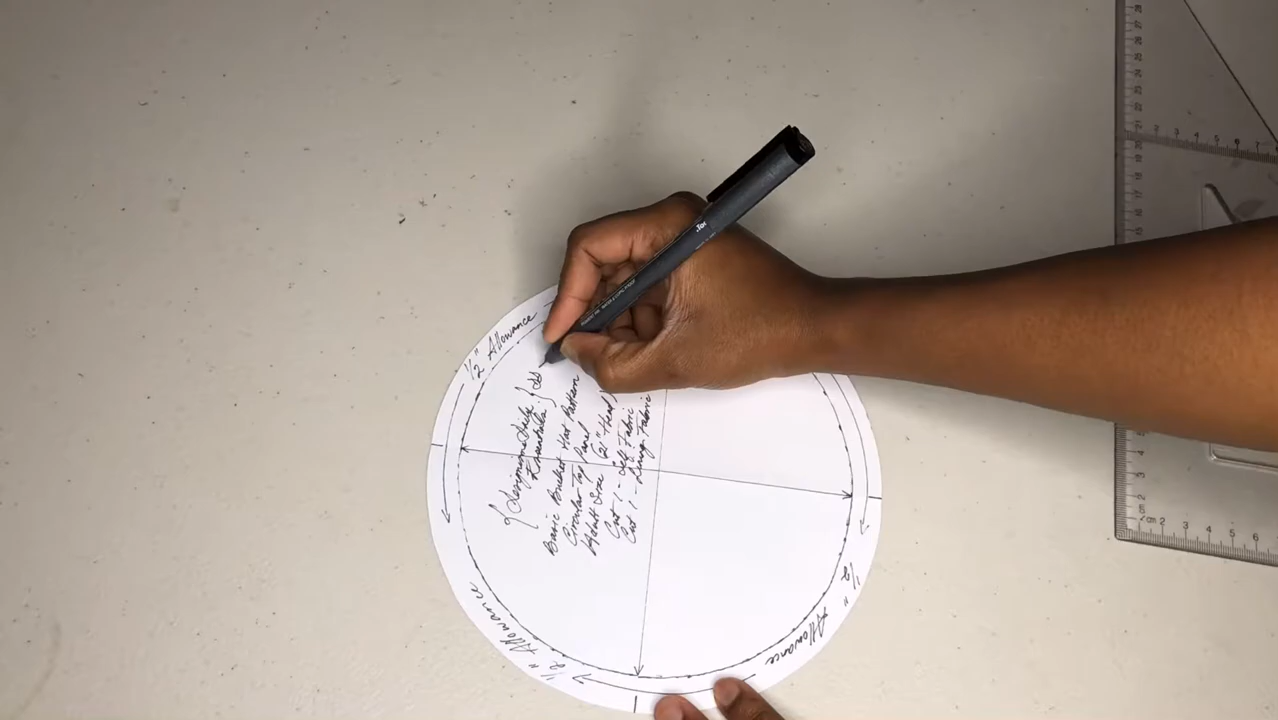 1/2" Allowance
Basic Bucket Hat Pattern
Circular Top Panel
Adult Size (21" Head)
Cut 1 - Self Fabric
Cut 1 - Lining Fabric
1/2" Allowance
1/2" Allowance